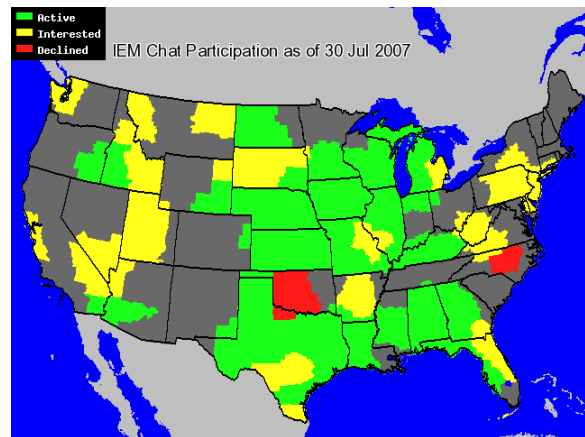 Active
Interested
Declined
IEM Chat Participation as of 30 Jul 2007